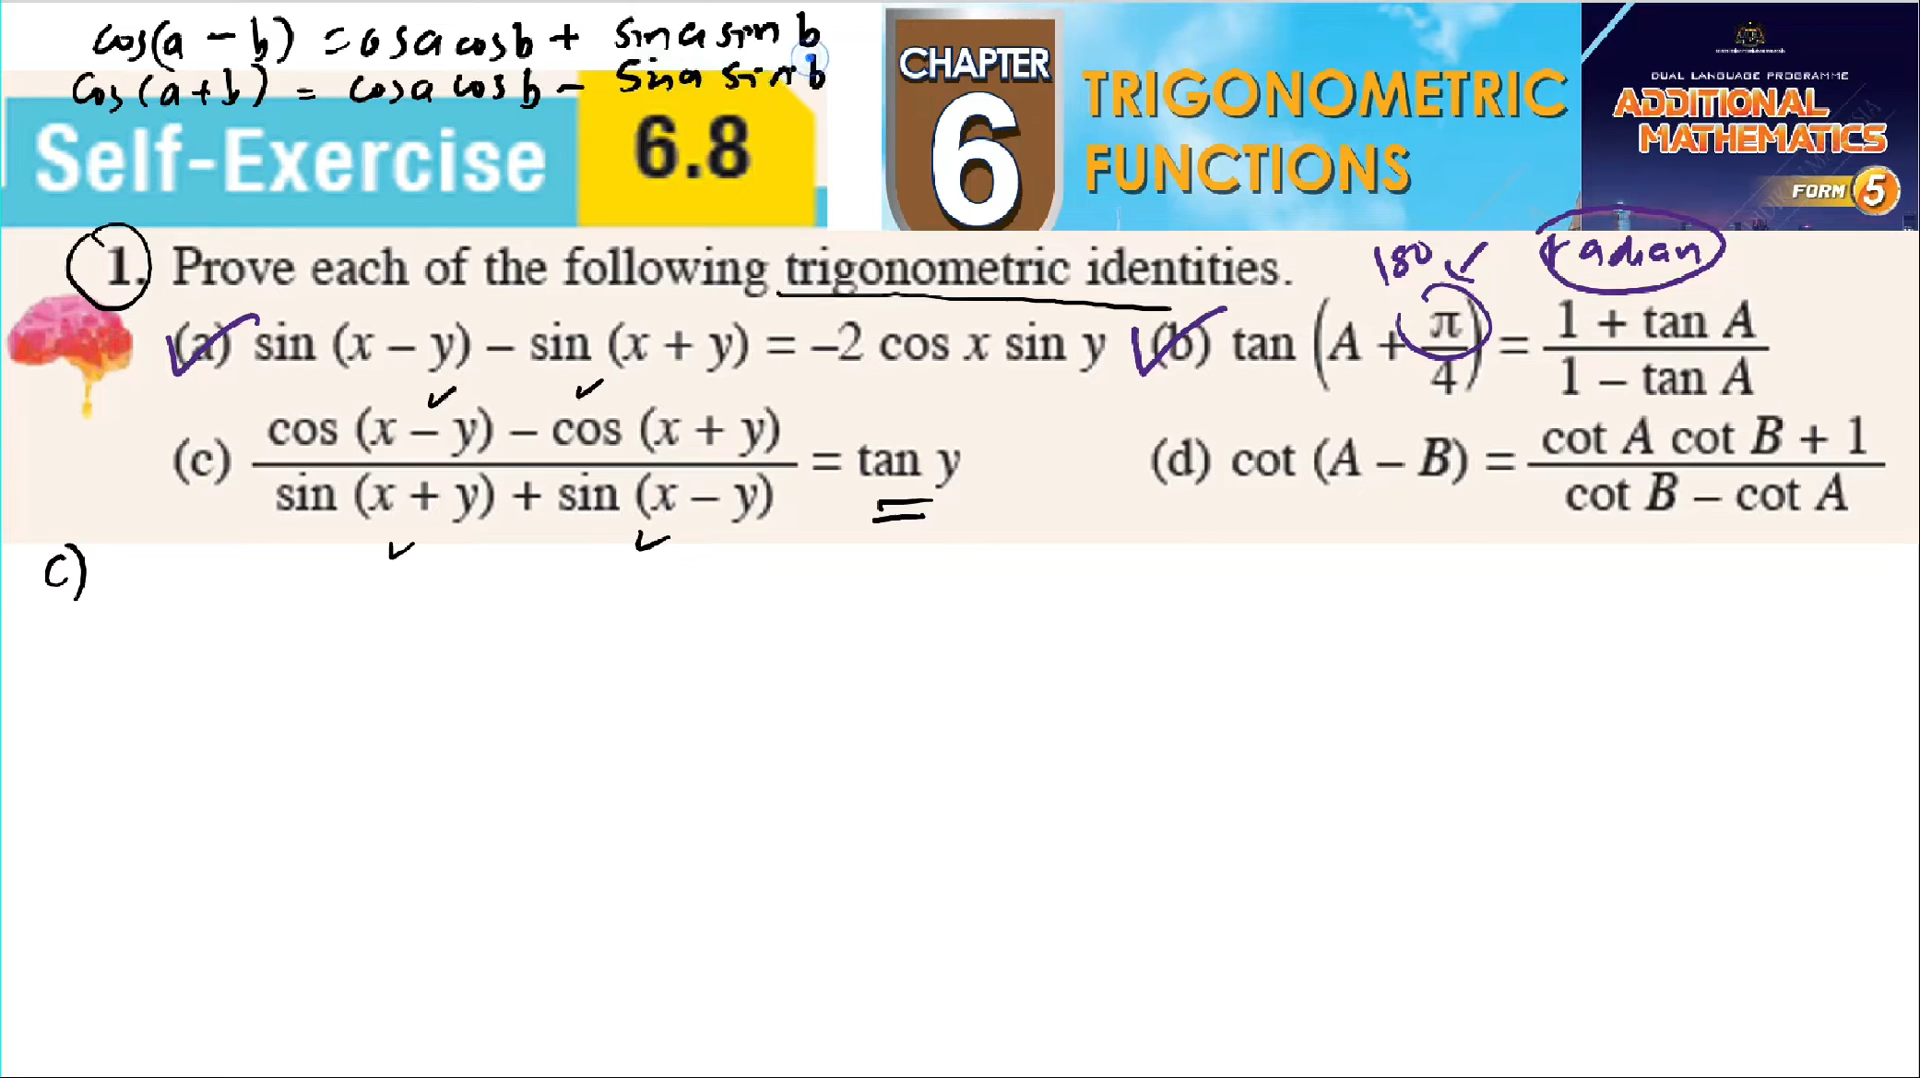 cos(a - b) = cos a cos b + sin a sin b
cos(a + b) = cos a cos b - sin a sin b
Self-Exercise 6.8
CHAPTER
6
TRIGONOMETRIC
FUNCTIONS
DUAL LANGUAGE PROGRAMME
ADDITIONAL
MATHEMATICS
FORM 5
180
radian
1. Prove each of the following trigonometric identities.
(a) sin (x – y) – sin (x + y) = –2 cos x sin y
(b) tan (A + π/4) = (1 + tan A)/(1 – tan A)
(c) (cos (x – y) – cos (x + y))/(sin (x + y) + sin (x – y)) = tan y
(d) cot (A – B) = (cot A cot B + 1)/(cot B – cot A)
c)